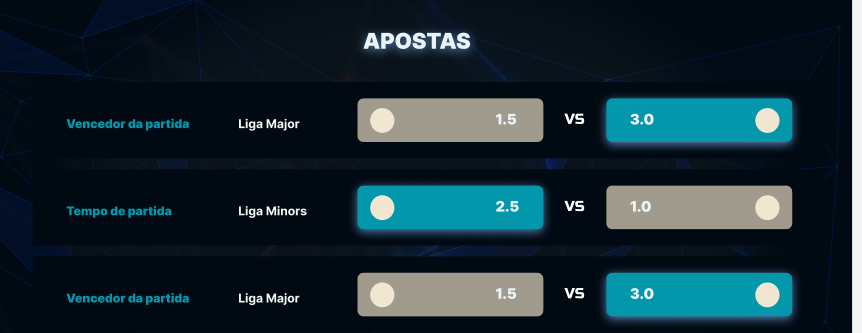 APOSTAS
Vencedor da partida Liga Major 1.5 VS 3.0
Tempo de partida Liga Minors 2.5 VS 1.0
Vencedor da partida Liga Major 1.5 VS 3.0